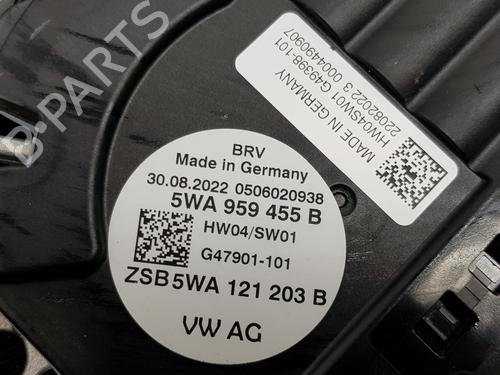 BRV
Made in Germany
30.08.2022 0506020938
5WA 959 455 B
HW04/SW01
G47901-101
ZSB 5WA 121 203 B
VW AG
MADE IN GERMANY
HW04SW01 G49398-101
22082022 3 0004490907
B-PARTS